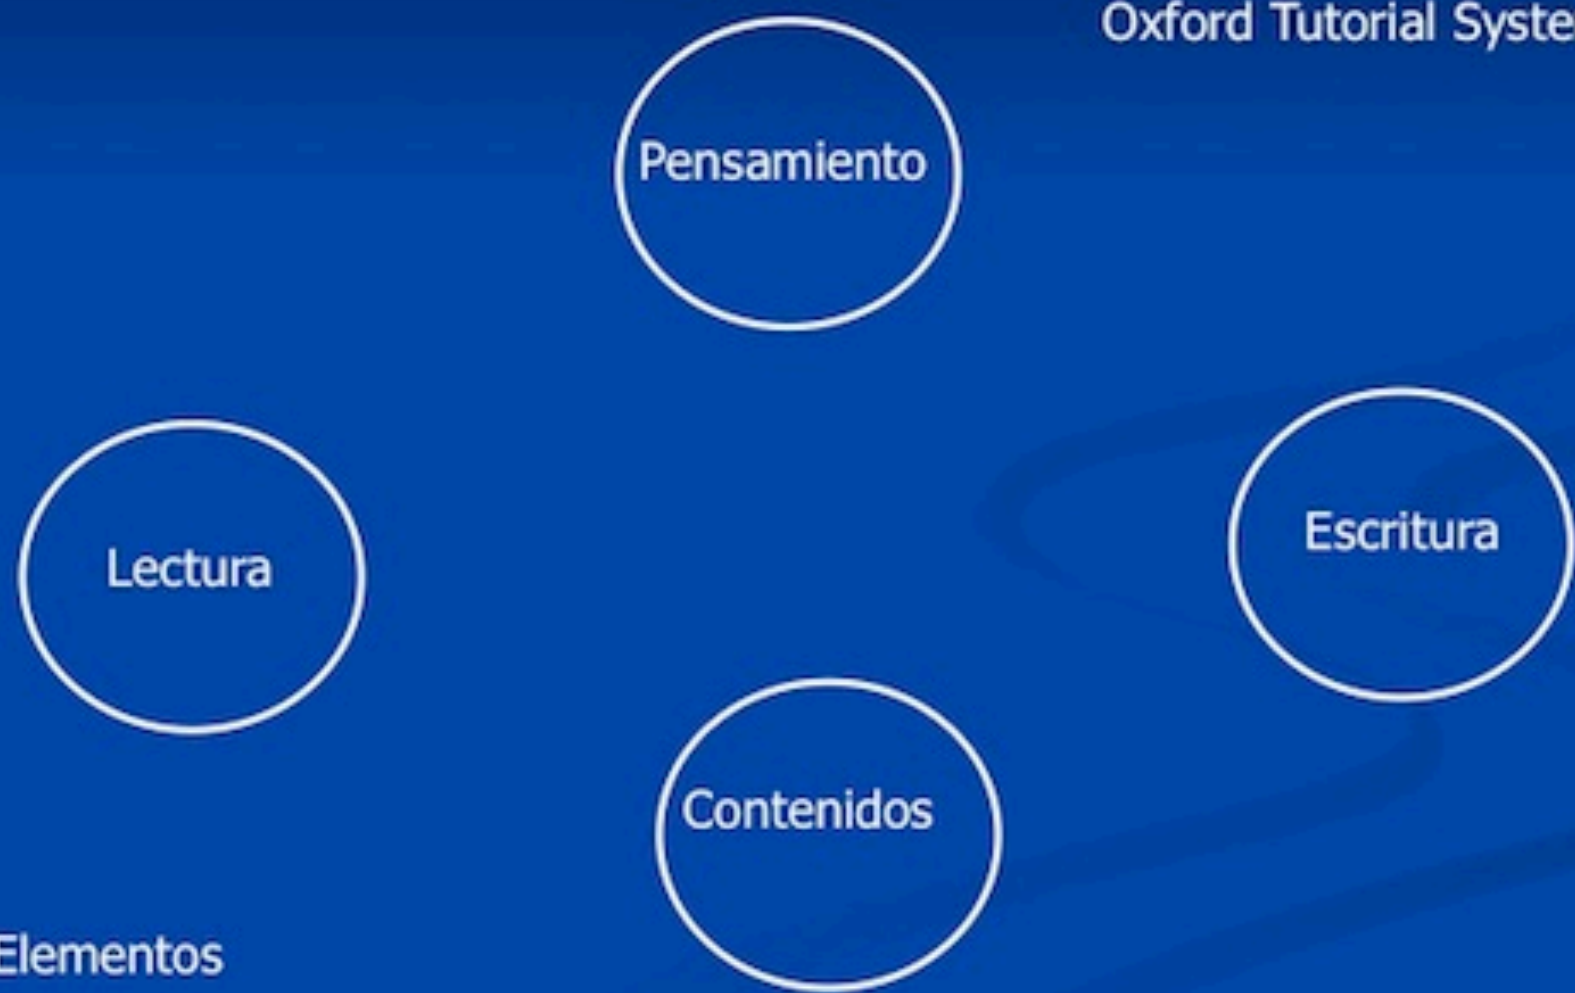 Oxford Tutorial Syste
Pensamiento
Lectura
Escritura
Contenidos
Elementos